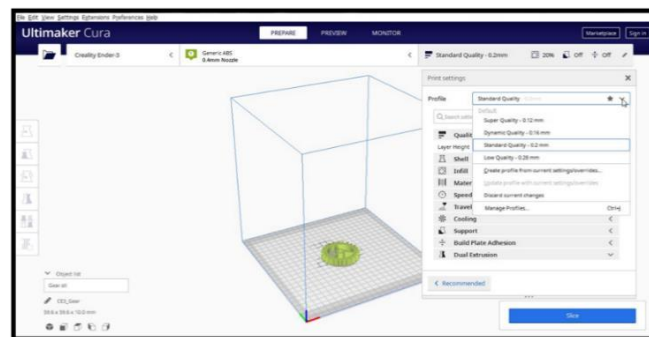 File Edit View Settings Extensions Preferences Help
Ultimaker Cura
PREPARE PREVIEW MONITOR
Marketplace Sign in
Creality Ender-3
Generic ABS
0.4mm Nozzle
Standard Quality - 0.2mm 20% Off Off
Print settings
Profile Standard Quality
Default
Super Quality - 0.12 mm
Dynamic Quality - 0.16 mm
Standard Quality - 0.2 mm
Low Quality - 0.28 mm
Create profile from current settings/overrides...
Update profile with current settings/overrides
Discard current changes
Manage Profiles...
Search
Layer Height
Shell
Infill
Speed
Travel
Cooling
Support
Build Plate Adhesion
Dual Extrusion
Recommended
Object list
Slice